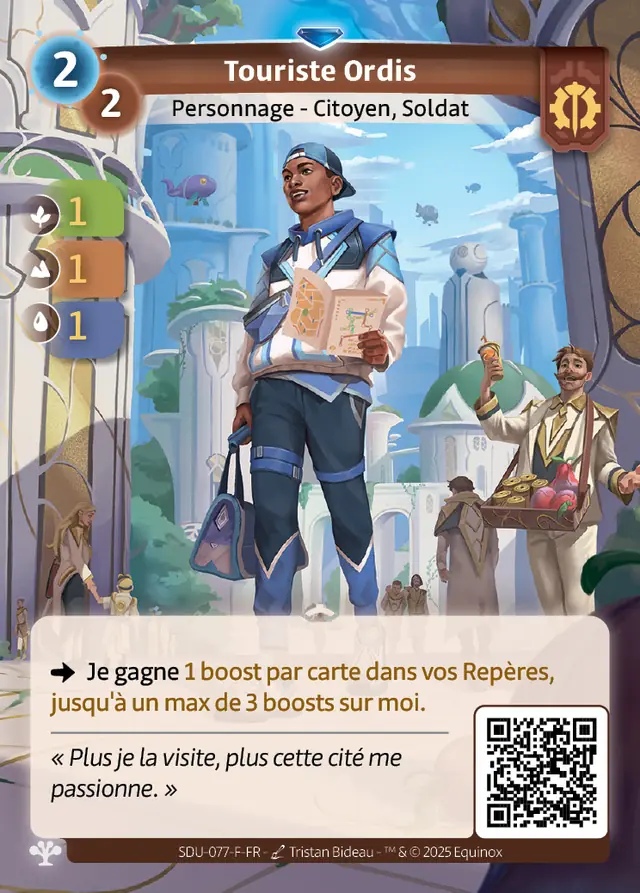 2
Touriste Ordis
2
Personnage - Citoyen, Soldat
1
1
1
Je gagne 1 boost par carte dans vos Repères,
jusqu'à un max de 3 boosts sur moi.
« Plus je la visite, plus cette cité me
passionne. »
SDU-077-F-FR - Tristan Bideau - ™ & © 2025 Equinox